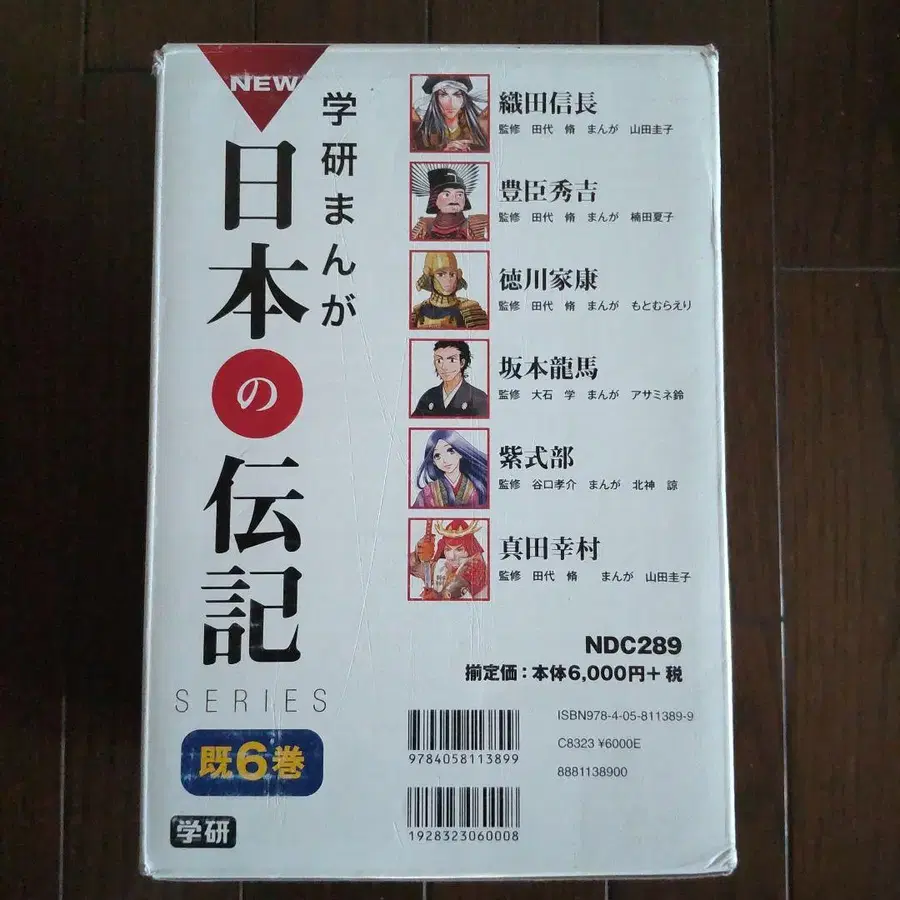 NEW
学研まんが
日本の伝記
SERIES
既6巻
学研
織田信長
監修 田代 脩 まんが 山田圭子
豊臣秀吉
監修 田代 脩 まんが 楠田夏子
徳川家康
監修 田代 脩 まんが もとむらえり
坂本龍馬
監修 大石 学 まんが アサミネ鈴
紫式部
監修 谷口孝介 まんが 北神 諒
真田幸村
監修 田代 脩 まんが 山田圭子
NDC289
揃定価：本体6,000円+税
ISBN978-4-05-811389-9
C8323 ¥6000E
8881138900
9784058113899
1928323060008